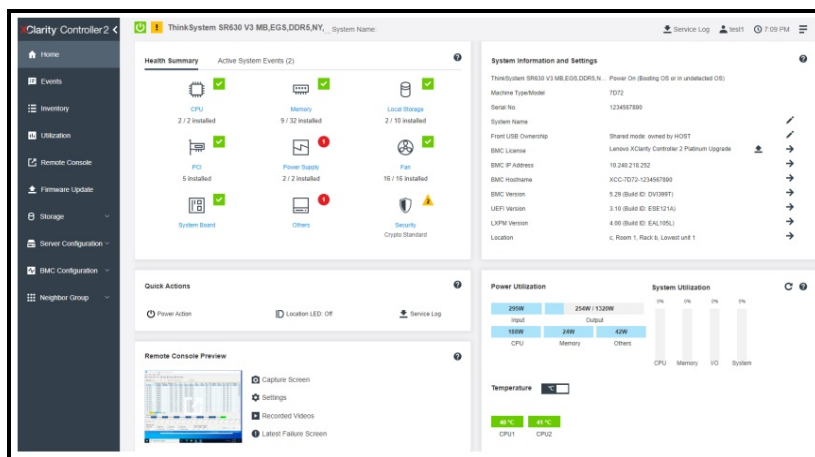 XClarity Controller2
ThinkSystem SR630 V3 MB,EGS,DDR5,NY,... System Name:
Service Log test1 7:09 PM
Home
Events
Inventory
Utilization
Remote Console
Firmware Update
Storage
Server Configuration
BMC Configuration
Neighbor Group
Health Summary Active System Events (2)
CPU Memory Local Storage
2 / 2 installed 9 / 32 installed 2 / 10 installed
1
PCI Power Supply Fan
5 installed 2 / 2 installed 16 / 16 installed
1
System Board Others Security
Crypto Standard
System Information and Settings
ThinkSystem SR630 V3 MB,EGS,DDR5,N... Power On (Booting OS or in undetected OS)
Machine Type/Model 7D72
Serial No. 1234567890
System Name
Front USB Ownership Shared mode: owned by HOST
BMC License Lenovo XClarity Controller 2 Platinum Upgrade
BMC IP Address 10.240.218.252
BMC Hostname XCC-7D72-1234567890
BMC Version 5.29 (Build ID: DVI399T)
UEFI Version 3.10 (Build ID: ESE121A)
LXPM Version 4.00 (Build ID: EAL105L)
Location c, Room 1, Rack b, Lowest unit 1
Quick Actions
Power Action Location LED: Off Service Log
Remote Console Preview
Capture Screen
Settings
Recorded Videos
Latest Failure Screen
Power Utilization
295W 254W / 1320W
Input Output
188W 24W 42W
CPU Memory Others
System Utilization
0% 0% 0% 0%
CPU Memory I/O System
Temperature °C
40 °C 41 °C
CPU1 CPU2